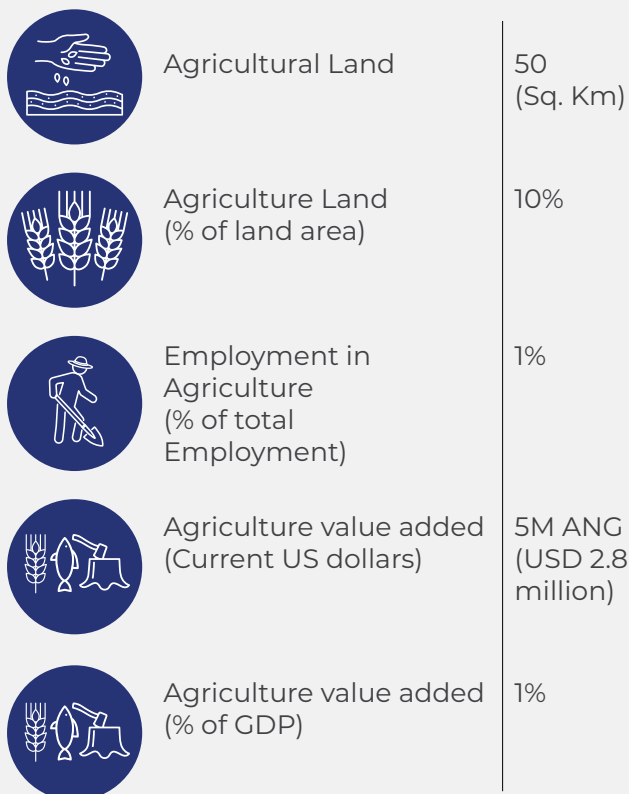 Agricultural Land
50
(Sq. Km)
Agriculture Land
(% of land area)
10%
Employment in
Agriculture
(% of total
Employment)
1%
Agriculture value added
(Current US dollars)
5M ANG
(USD 2.8
million)
Agriculture value added
(% of GDP)
1%